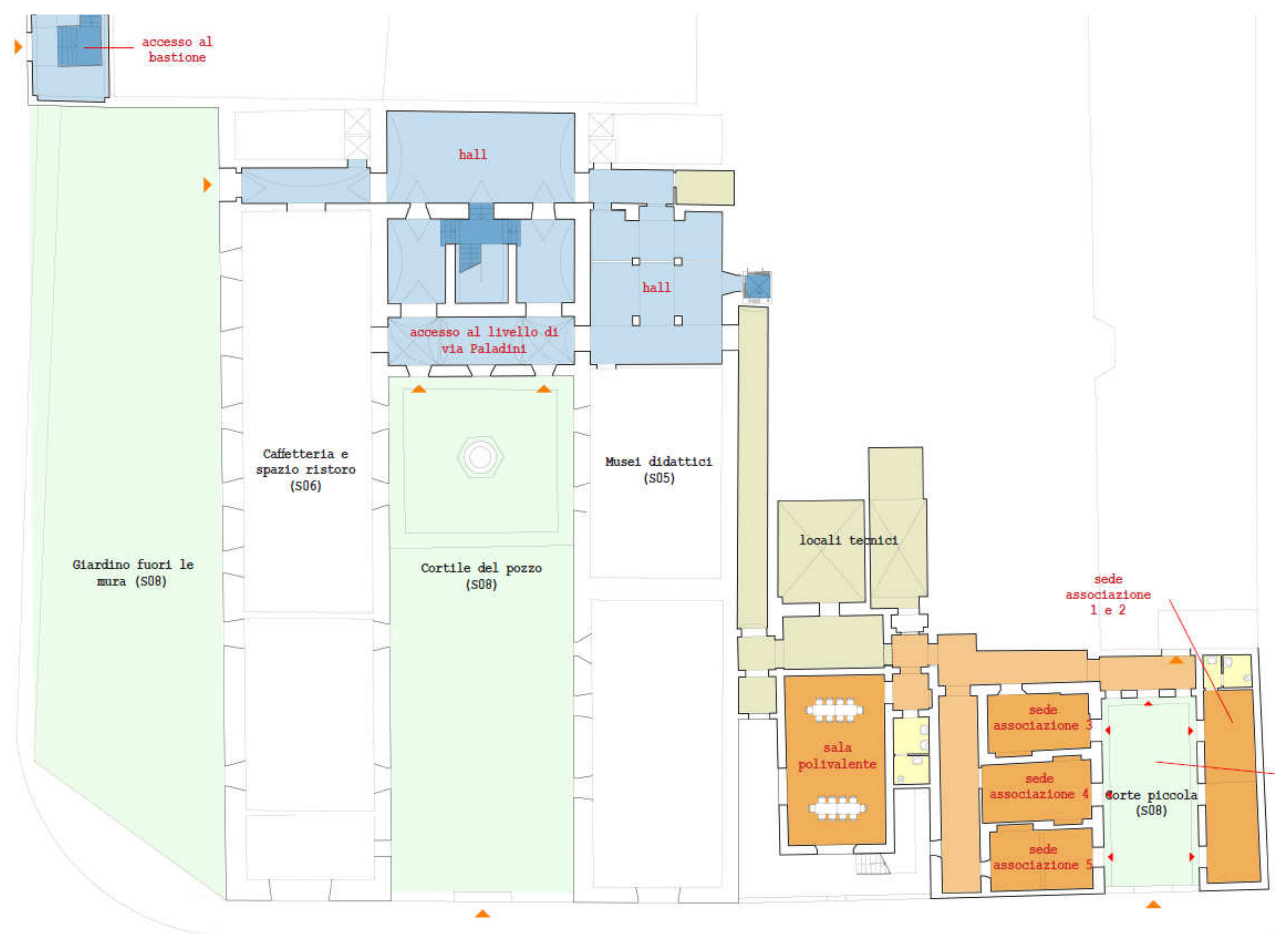 accesso al
bastione
hall
hall
accesso al livello di
via Paladini
Caffetteria e
spazio ristoro
(S06)
Musei didattici
(S05)
Giardino fuori le
mura (S08)
Cortile del pozzo
(S08)
locali tecnici
sede
associazione
1 e 2
sede
associazione 3
sala
polivalente
sede
associazione 4
Corte piccola
(S08)
sede
associazione 5